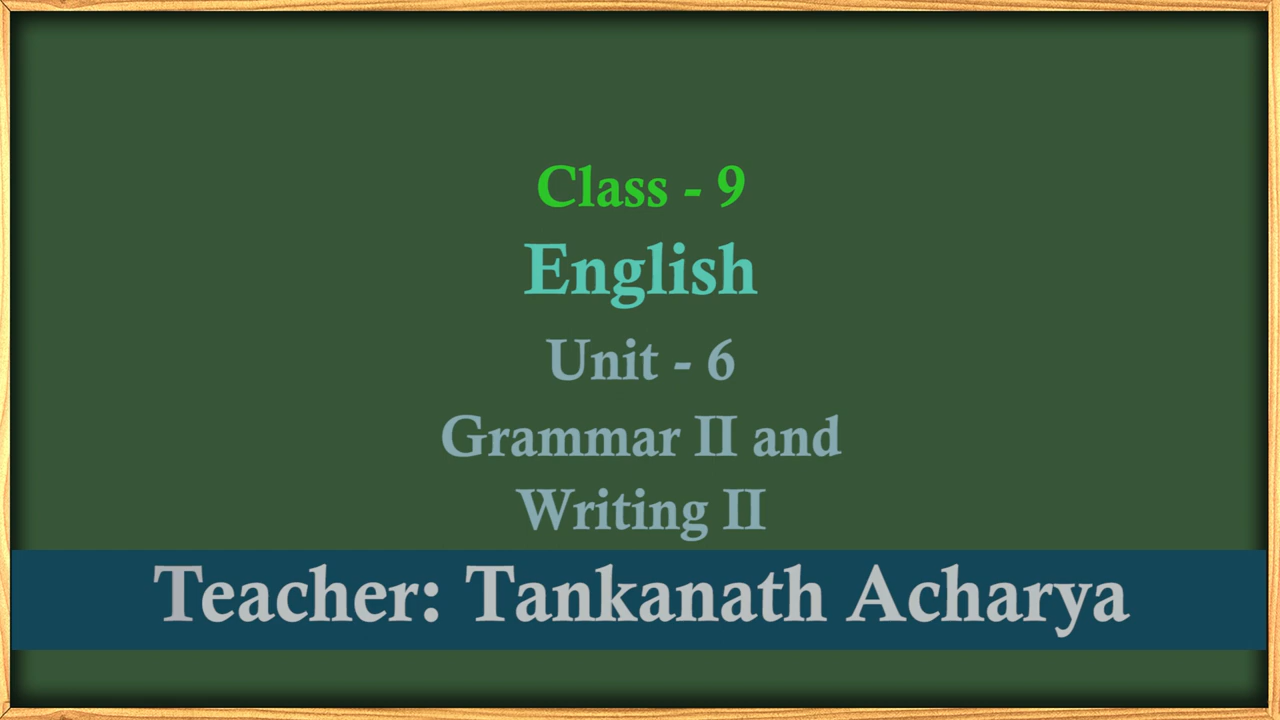 Class - 9
English
Unit - 6
Grammar II and
Writing II
Teacher: Tankanath Acharya